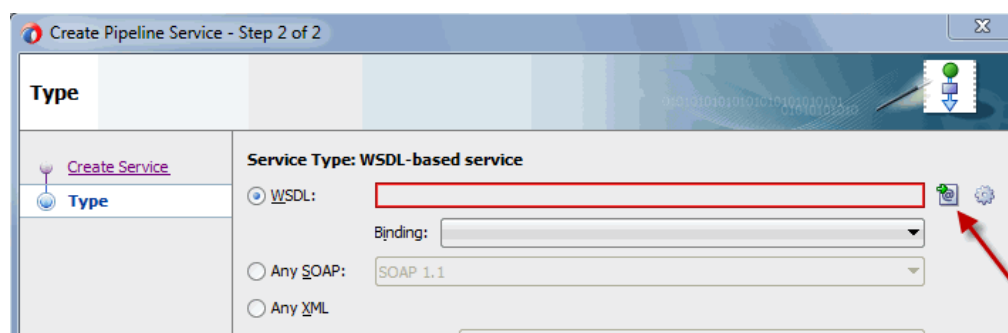 Create Pipeline Service - Step 2 of 2
Type
Create Service
Type
Service Type: WSDL-based service
WSDL:
Binding:
Any SOAP:
SOAP 1.1
Any XML